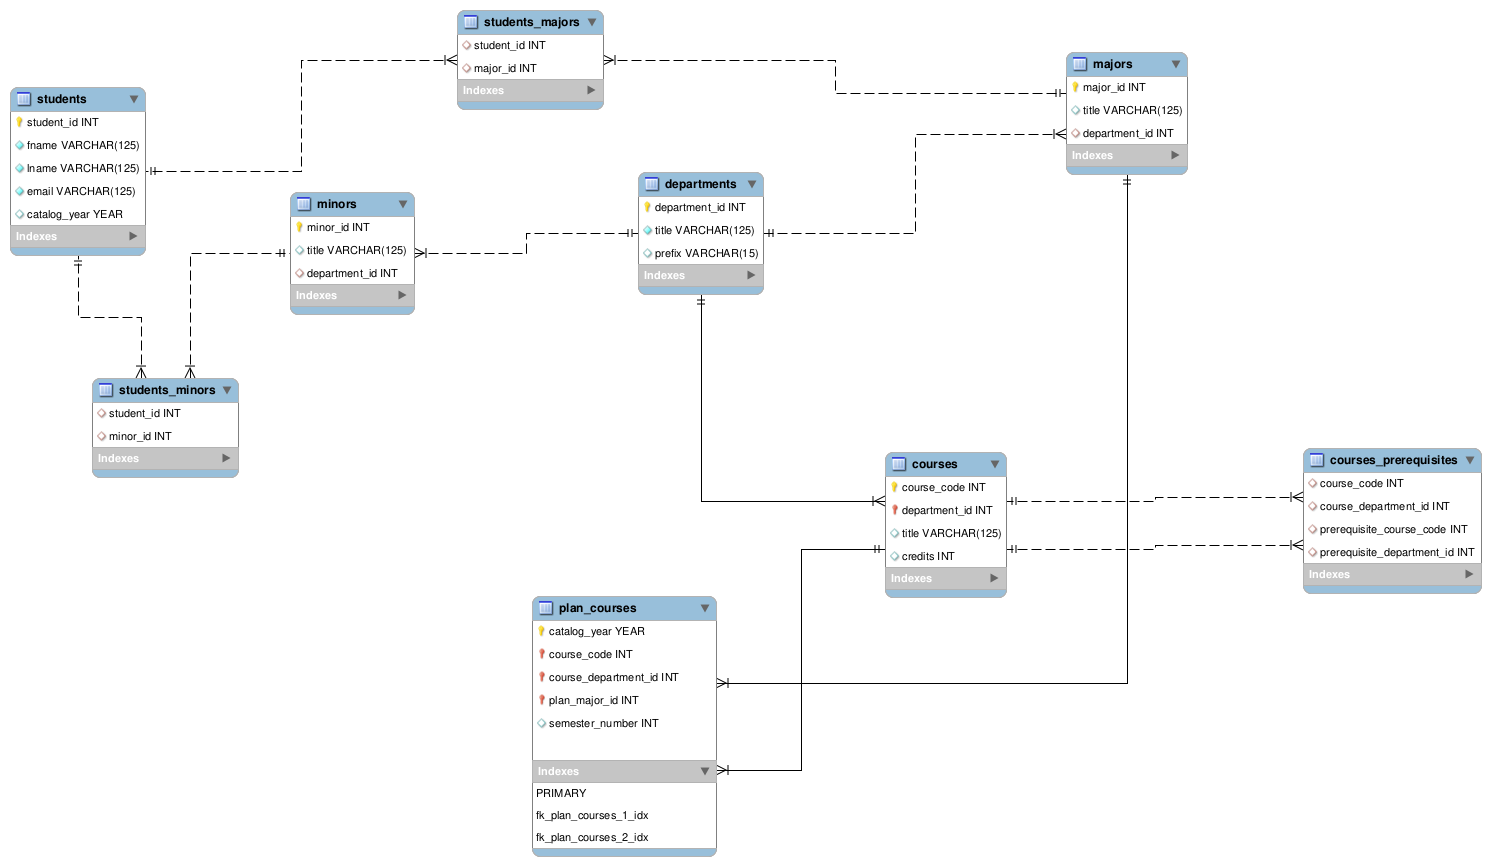 students_majors
student_id INT
major_id INT
Indexes
majors
major_id INT
title VARCHAR(125)
department_id INT
Indexes
students
student_id INT
fname VARCHAR(125)
lname VARCHAR(125)
email VARCHAR(125)
catalog_year YEAR
Indexes
minors
minor_id INT
title VARCHAR(125)
department_id INT
Indexes
departments
department_id INT
title VARCHAR(125)
prefix VARCHAR(15)
Indexes
students_minors
student_id INT
minor_id INT
Indexes
courses
course_code INT
department_id INT
title VARCHAR(125)
credits INT
Indexes
courses_prerequisites
course_code INT
course_department_id INT
prerequisite_course_code INT
prerequisite_department_id INT
Indexes
plan_courses
catalog_year YEAR
course_code INT
course_department_id INT
plan_major_id INT
semester_number INT
Indexes
PRIMARY
fk_plan_courses_1_idx
fk_plan_courses_2_idx